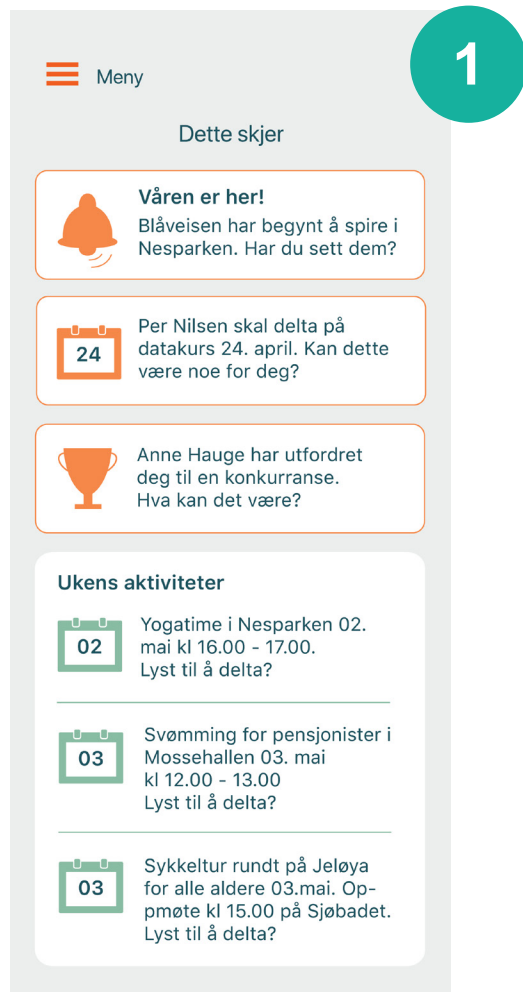 1
Meny
Dette skjer
Våren er her!
Blåveisen har begynt å spire i
Nesparken. Har du sett dem?
24
Per Nilsen skal delta på
datakurs 24. april. Kan dette
være noe for deg?
Anne Hauge har utfordret
deg til en konkurranse.
Hva kan det være?
Ukens aktiviteter
02
Yogatime i Nesparken 02.
mai kl 16.00 - 17.00.
Lyst til å delta?
03
Svømming for pensjonister i
Mossehallen 03. mai
kl 12.00 - 13.00
Lyst til å delta?
03
Sykkeltur rundt på Jeløya
for alle aldere 03.mai. Op-
pmøte kl 15.00 på Sjøbadet.
Lyst til å delta?